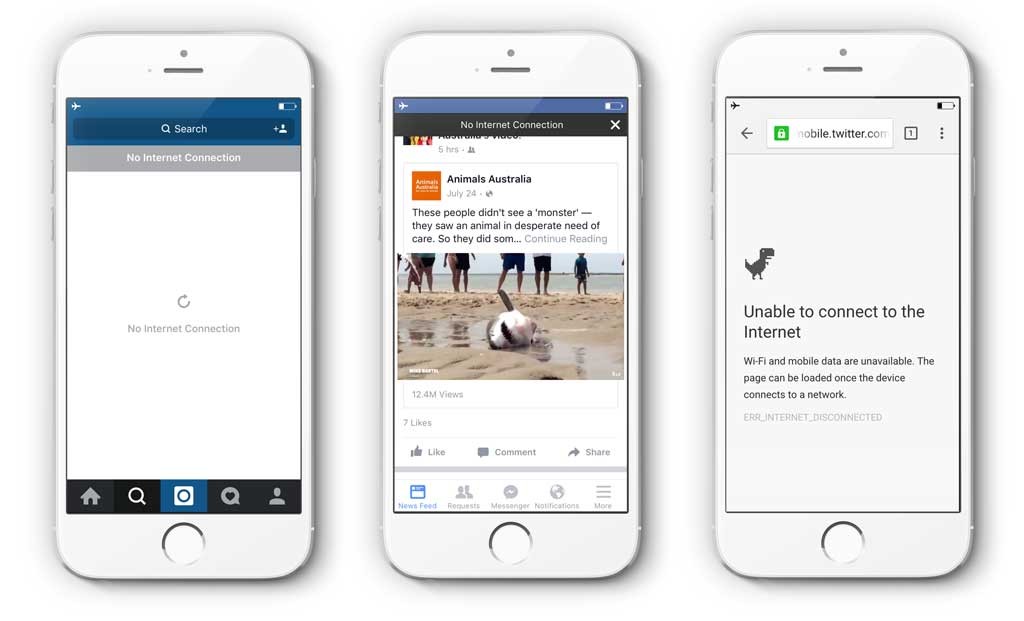 Search
No Internet Connection
No Internet Connection
No Internet Connection
Australia's video.
5 hrs
Animals
Australia
Animals Australia
July 24
These people didn't see a 'monster' —
they saw an animal in desperate need of
care. So they did som... Continue Reading
MIKE BARTEL
12.4M Views
7 Likes
Like
Comment
Share
News Feed
Requests
Messenger
Notifications
More
mobile.twitter.com
1
Unable to connect to the
Internet
Wi-Fi and mobile data are unavailable. The
page can be loaded once the device
connects to a network.
ERR_INTERNET_DISCONNECTED